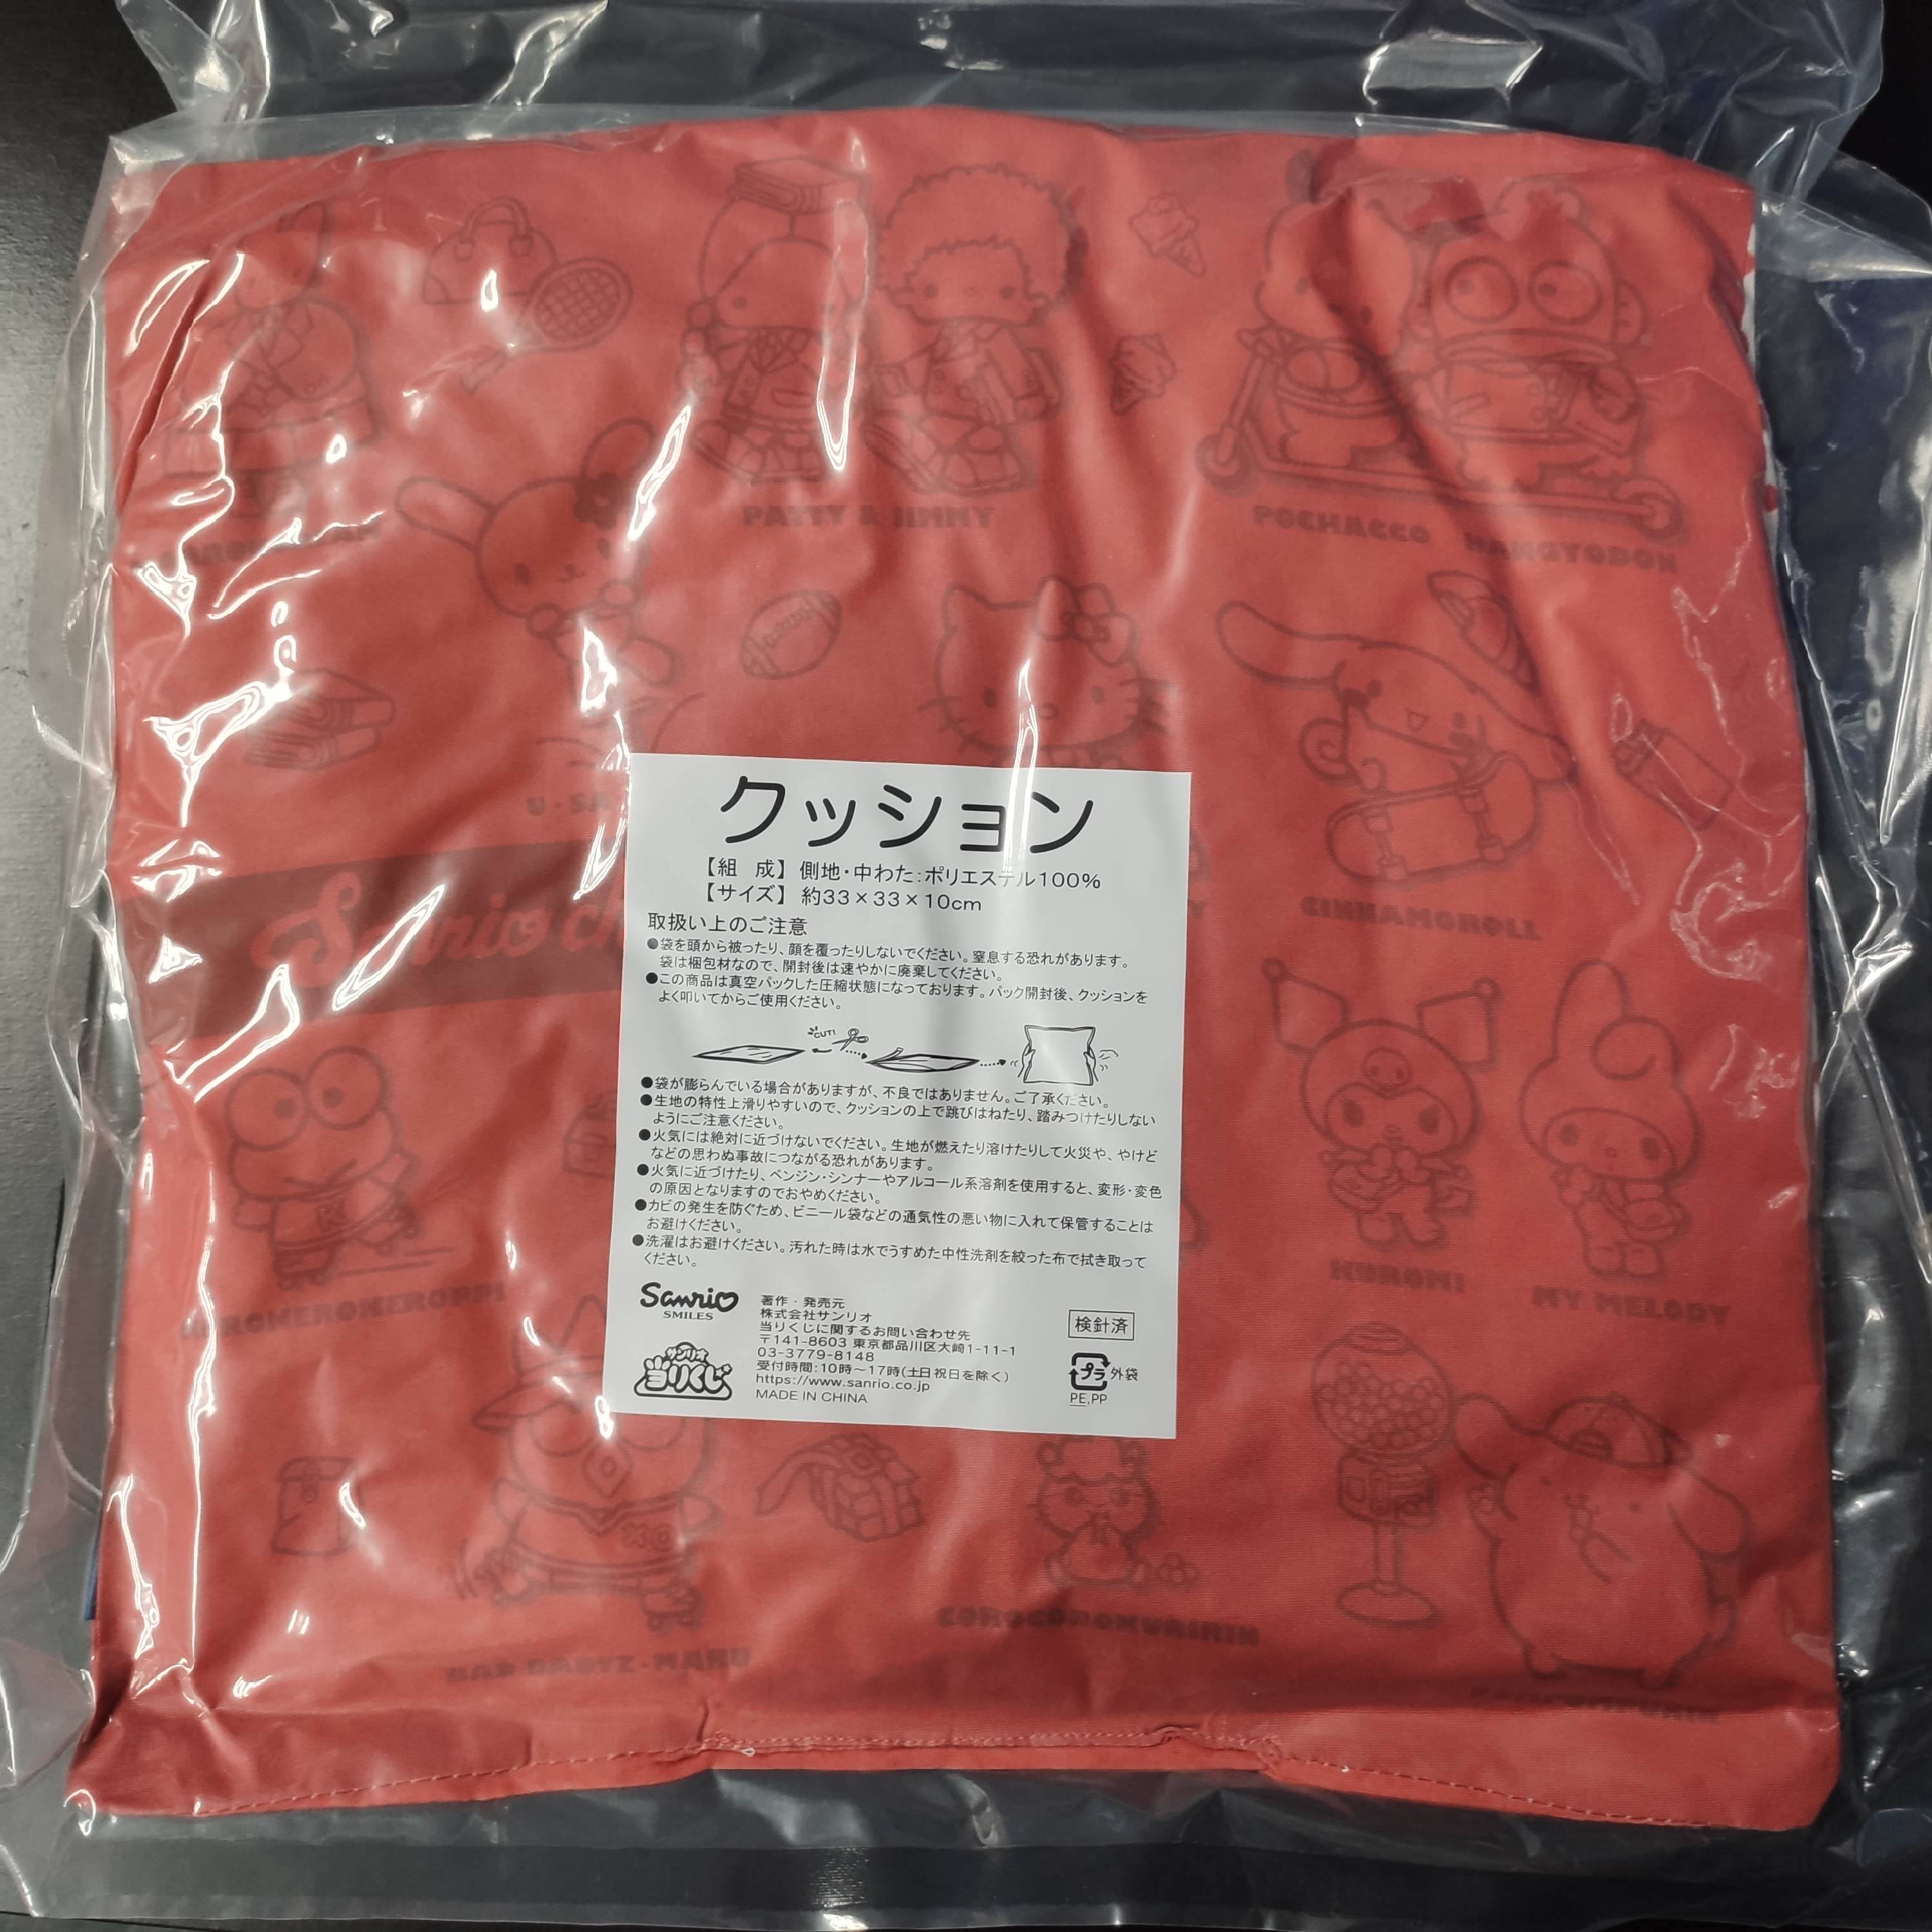 PATTY & JIMMY
POCHACCO HANGYODON
U・SA
CINNAMOROLL
Sanrio ch
クッション
【組 成】 側地・中わた：ポリエステル100％
【サイズ】 約33×33×10cm
取扱い上のご注意
●袋を頭から被ったり、顔を覆ったりしないでください。窒息する恐れがあります。
袋は梱包材なので、開封後は速やかに廃棄してください。
●この商品は真空パックした圧縮状態になっております。パック開封後、クッションを
よく叩いてからご使用ください。
CUT!
●袋が膨らんでいる場合がありますが、不良ではありません。ご了承ください。
●生地の特性上滑りやすいので、クッションの上で跳びはねたり、踏みつけたりしない
ようにご注意ください。
●火気には絶対に近づけないでください。生地が燃えたり溶けたりして火災や、やけど
などの思わぬ事故につながる恐れがあります。
●火気に近づけたり、ベンジン・シンナーやアルコール系溶剤を使用すると、変形・変色
の原因となりますのでおやめください。
●カビの発生を防ぐため、ビニール袋などの通気性の悪い物に入れて保管することは
お避けください。
●洗濯はお避けください。汚れた時は水でうすめた中性洗剤を絞った布で拭き取って
ください。
Sanrio
SMILES
サンリオ
当りくじ
著作・発売元
株式会社サンリオ
当りくじに関するお問い合わせ先
〒141-8603 東京都品川区大崎1-11-1
03-3779-8148
受付時間：10時〜17時(土日祝日を除く)
https://www.sanrio.co.jp
MADE IN CHINA
検針済
プラ 外袋
PE,PP
KUROMI MY MELODY
KEROKEROKEROPPI
COROCOROKURIRIN